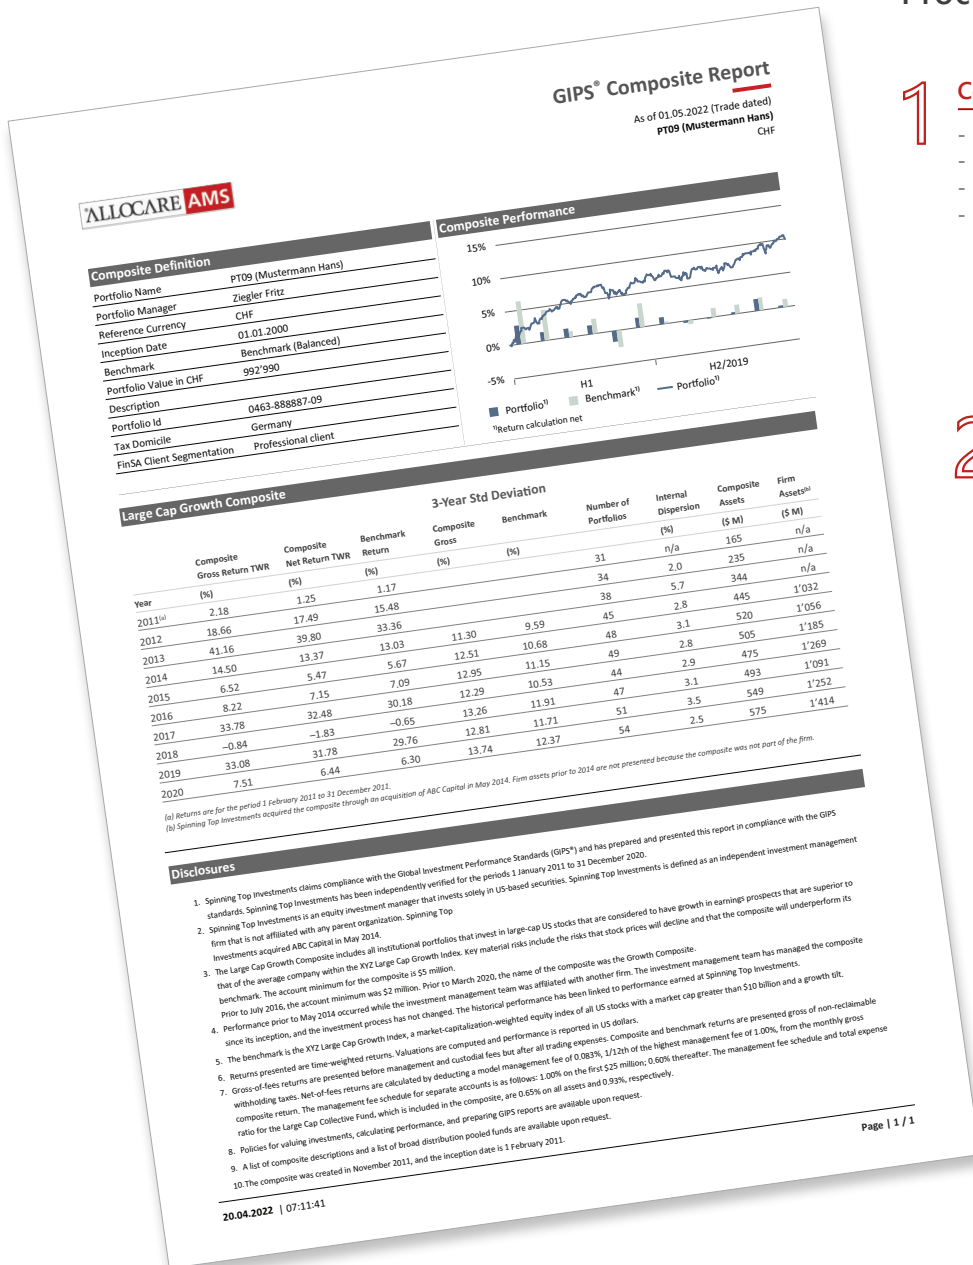 GIPS® Composite Report
As of 01.05.2022 (Trade dated)
PT09 (Mustermann Hans)
CHF
ALLOCARE AMS
Composite Definition
Portfolio Name PT09 (Mustermann Hans)
Portfolio Manager Ziegler Fritz
Reference Currency CHF
Inception Date 01.01.2000
Benchmark Benchmark (Balanced)
Portfolio Value in CHF 992'990
Description
Portfolio Id 0463-888887-09
Tax Domicile Germany
FinSA Client Segmentation Professional client
Composite Performance
15%
10%
5%
0%
-5%
H1 H2/2019
Portfolio¹⁾ Benchmark¹⁾ Portfolio¹⁾
¹⁾Return calculation net
Large Cap Growth Composite
3-Year Std Deviation
Year Composite Gross Return TWR (%) Composite Net Return TWR (%) Benchmark Return (%) Composite Gross (%) Benchmark (%) Number of Portfolios Internal Dispersion (%) Composite Assets ($ M) Firm Assets⁽ᵇ⁾ ($ M)
2011⁽ᵃ⁾ 2.18 1.25 1.17 31 n/a 165 n/a
2012 18.66 17.49 15.48 34 2.0 235 n/a
2013 41.16 39.80 33.36 38 5.7 344 n/a
2014 14.50 13.37 13.03 11.30 9.59 45 2.8 445 1'032
2015 6.52 5.47 5.67 12.51 10.68 48 3.1 520 1'056
2016 8.22 7.15 7.09 12.95 11.15 49 2.8 505 1'185
2017 33.78 32.48 30.18 12.29 10.53 44 2.9 475 1'269
2018 –0.84 –1.83 –0.65 13.26 11.91 47 3.1 493 1'091
2019 33.08 31.78 29.76 12.81 11.71 51 3.5 549 1'252
2020 7.51 6.44 6.30 13.74 12.37 54 2.5 575 1'414
(a) Returns are for the period 1 February 2011 to 31 December 2011.
(b) Spinning Top Investments acquired the composite through an acquisition of ABC Capital in May 2014. Firm assets prior to 2014 are not presented because the composite was not part of the firm.
Disclosures
1. Spinning Top Investments claims compliance with the Global Investment Performance Standards (GIPS®) and has prepared and presented this report in compliance with the GIPS
standards. Spinning Top Investments has been independently verified for the periods 1 January 2011 to 31 December 2020.
2. Spinning Top Investments is an equity investment manager that invests solely in US-based securities. Spinning Top Investments is defined as an independent investment management
firm that is not affiliated with any parent organization. Spinning Top
Investments acquired ABC Capital in May 2014.
3. The Large Cap Growth Composite includes all institutional portfolios that invest in large-cap US stocks that are considered to have growth in earnings prospects that are superior to
that of the average company within the XYZ Large Cap Growth Index. Key material risks include the risks that stock prices will decline and that the composite will underperform its
benchmark. The account minimum for the composite is $5 million.
Prior to July 2016, the account minimum was $2 million. Prior to March 2020, the name of the composite was the Growth Composite.
4. Performance prior to May 2014 occurred while the investment management team was affiliated with another firm. The investment management team has managed the composite
since its inception, and the investment process has not changed. The historical performance has been linked to performance earned at Spinning Top Investments.
5. The benchmark is the XYZ Large Cap Growth Index, a market-capitalization-weighted equity index of all US stocks with a market cap greater than $10 billion and a growth tilt.
6. Returns presented are time-weighted returns. Valuations are computed and performance is reported in US dollars.
7. Gross-of-fees returns are presented before management and custodial fees but after all trading expenses. Composite and benchmark returns are presented gross of non-reclaimable
withholding taxes. Net-of-fees returns are calculated by deducting a model management fee of 0.083%, 1/12th of the highest management fee of 1.00%, from the monthly gross
composite return. The management fee schedule for separate accounts is as follows: 1.00% on the first $25 million; 0.60% thereafter. The management fee schedule and total expense
ratio for the Large Cap Collective Fund, which is included in the composite, are 0.65% on all assets and 0.93%, respectively.
8. Policies for valuing investments, calculating performance, and preparing GIPS reports are available upon request.
9. A list of composite descriptions and a list of broad distribution pooled funds are available upon request.
10.The composite was created in November 2011, and the inception date is 1 February 2011.
Page | 1 / 1
20.04.2022 | 07:11:41
1
-
-
-
-
2